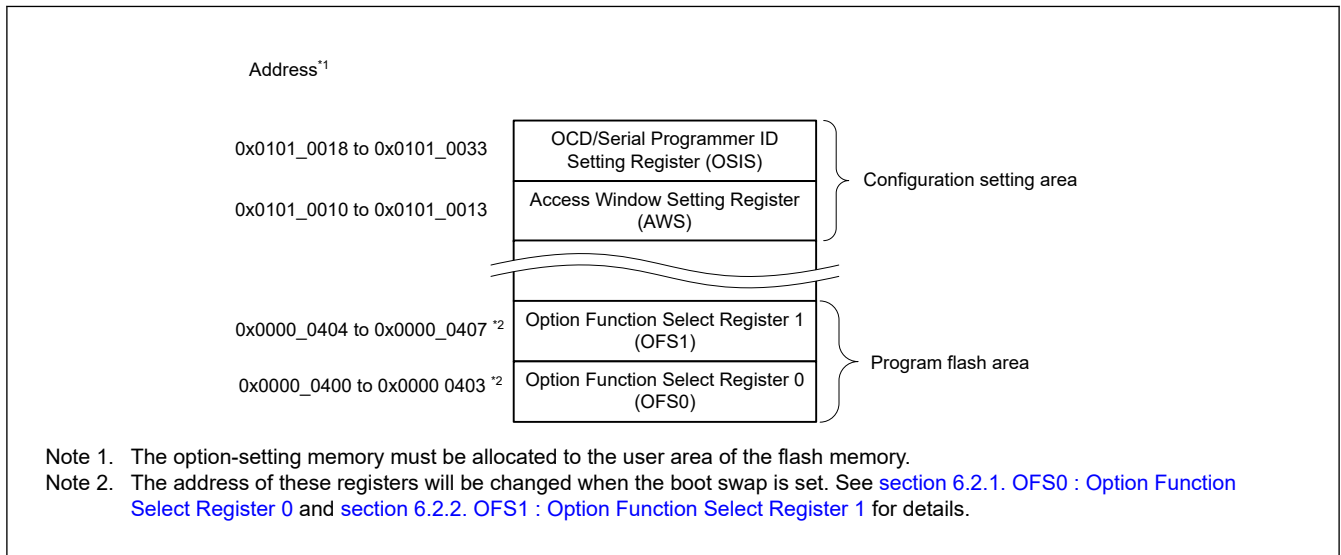 Address*1
0x0101_0018 to 0x0101_0033
OCD/Serial Programmer ID
Setting Register (OSIS)
Configuration setting area
0x0101_0010 to 0x0101_0013
Access Window Setting Register
(AWS)
0x0000_0404 to 0x0000_0407 *2
Option Function Select Register 1
(OFS1)
Program flash area
0x0000_0400 to 0x0000 0403 *2
Option Function Select Register 0
(OFS0)
Note 1. The option-setting memory must be allocated to the user area of the flash memory.
Note 2. The address of these registers will be changed when the boot swap is set. See section 6.2.1. OFS0 : Option Function
Select Register 0 and section 6.2.2. OFS1 : Option Function Select Register 1 for details.